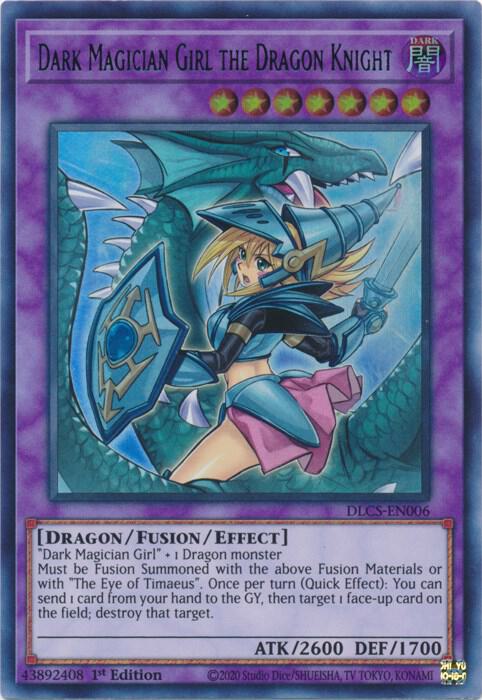 DARK MAGICIAN GIRL THE DRAGON KNIGHT
DARK
闇
DLCS-EN006
[DRAGON/FUSION/EFFECT]
"Dark Magician Girl" + 1 Dragon monster
Must be Fusion Summoned with the above Fusion Materials or
with "The Eye of Timaeus". Once per turn (Quick Effect): You can
send 1 card from your hand to the GY, then target 1 face-up card on
the field; destroy that target.
ATK/2600 DEF/1700
43892408 1st Edition ©2020 Studio Dice/SHUEISHA, TV TOKYO, KONAMI